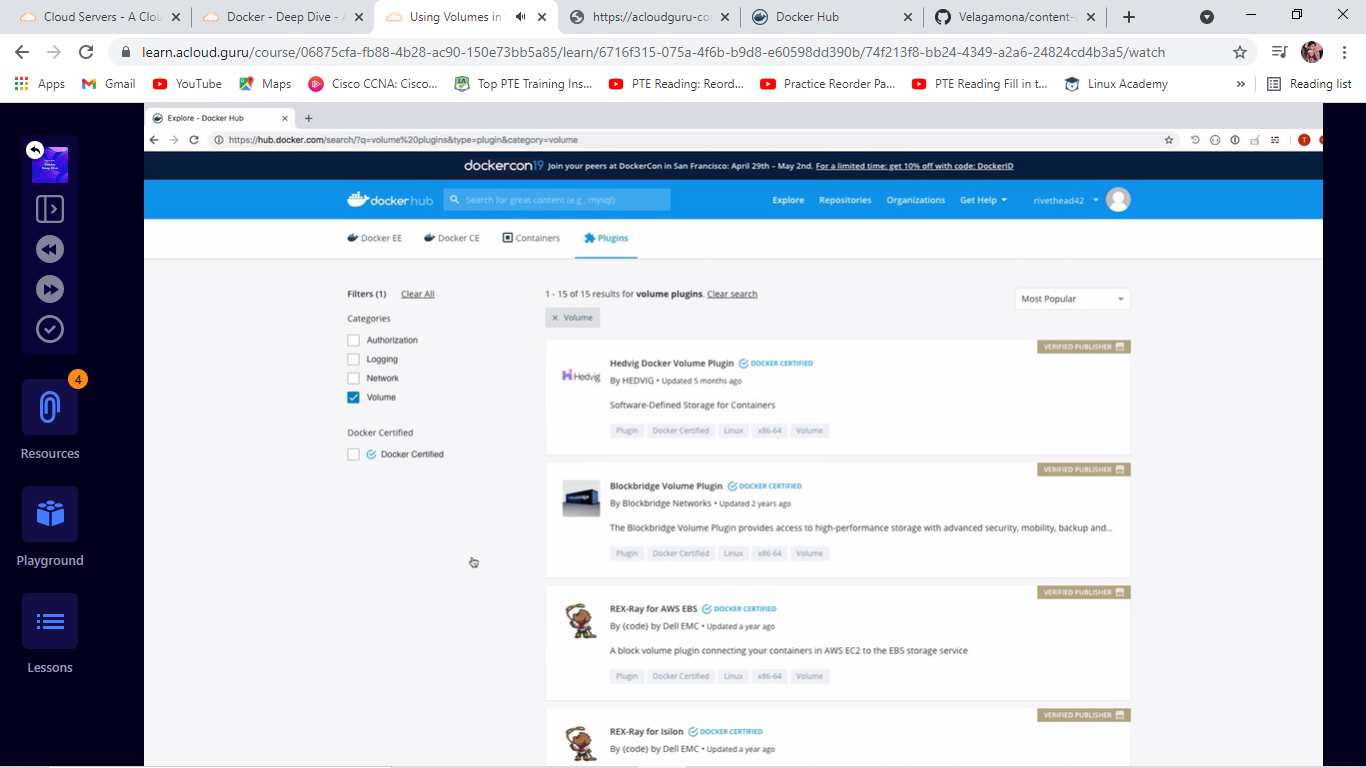 Cloud Servers - A Clou
Docker - Deep Dive - A
Using Volumes in S
https://acloudguru-co
Docker Hub
Velagamona/content-
learn.acloud.guru/course/06875cfa-fb88-4b28-ac90-150e73bb5a85/learn/6716f315-075a-4f6b-b9d8-e60598dd390b/74f213f8-bb24-4349-a2a6-24824cd4b3a5/watch
Apps
Gmail
YouTube
Maps
Cisco CCNA: Cisco...
Top PTE Training Ins...
PTE Reading: Reord...
Practice Reorder Pa...
PTE Reading Fill in t...
Linux Academy
»
Reading list
4
Resources
Playground
Lessons
Explore - Docker Hub
https://hub.docker.com/search/?q=volume%20plugins&type=plugin&category=volume
T
dockercon19 Join your peers at DockerCon in San Francisco: April 29th – May 2nd. For a limited time: get 10% off with code: DockerID
docker hub
Search for great content (e.g., mysql)
Explore
Repositories
Organizations
Get Help
rivethead42
Docker EE
Docker CE
Containers
Plugins
Filters (1)
Clear All
Categories
Authorization
Logging
Network
Volume
Docker Certified
Docker Certified
1 - 15 of 15 results for volume plugins. Clear search
Most Popular
× Volume
VERIFIED PUBLISHER
Hedvig
Hedvig Docker Volume Plugin DOCKER CERTIFIED
By HEDVIG • Updated 5 months ago
Software-Defined Storage for Containers
Plugin Docker Certified Linux x86-64 Volume
VERIFIED PUBLISHER
Blockbridge Volume Plugin DOCKER CERTIFIED
By Blockbridge Networks • Updated 2 years ago
The Blockbridge Volume Plugin provides access to high-performance storage with advanced security, mobility, backup and...
Plugin Docker Certified Linux x86-64 Volume
VERIFIED PUBLISHER
REX-Ray for AWS EBS DOCKER CERTIFIED
By {code} by Dell EMC • Updated a year ago
A block volume plugin connecting your containers in AWS EC2 to the EBS storage service
Plugin Docker Certified Linux x86-64 Volume
VERIFIED PUBLISHER
REX-Ray for Isilon DOCKER CERTIFIED
By {code} by Dell EMC • Updated a year ago